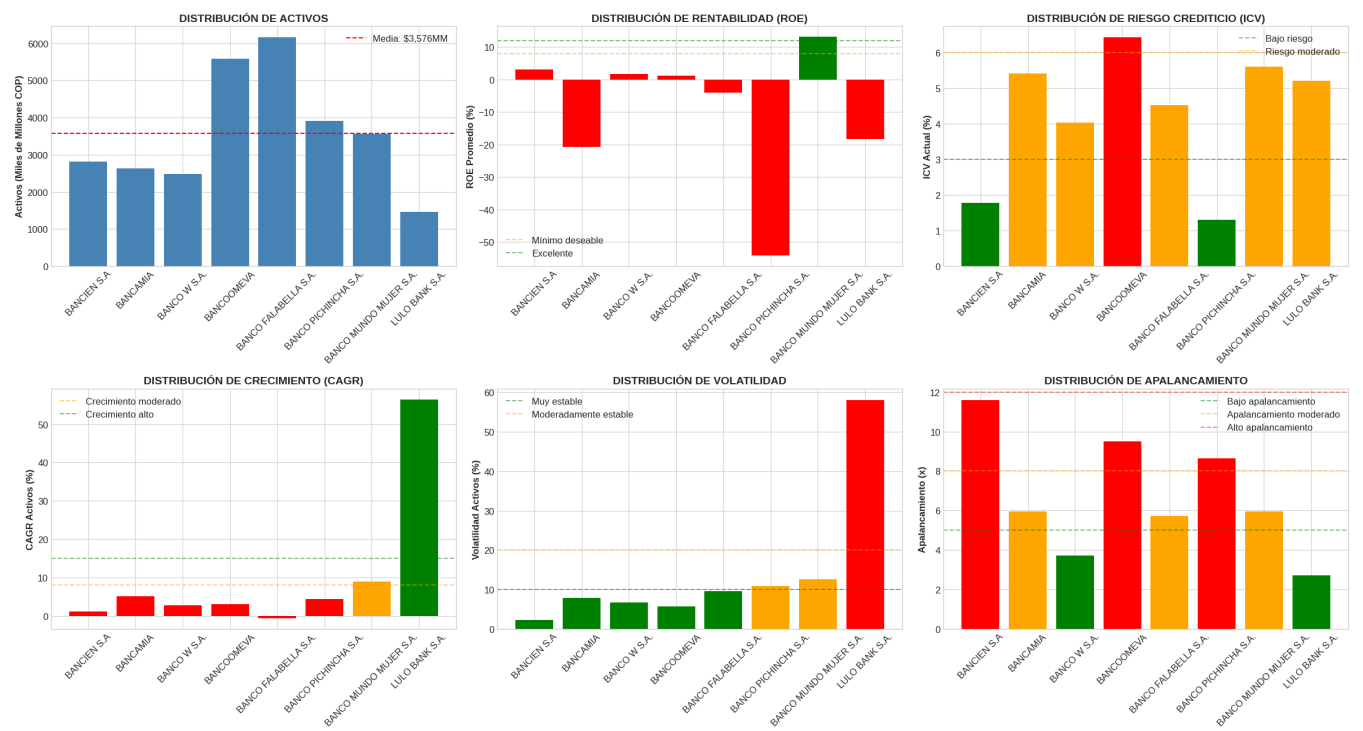 DISTRIBUCIÓN DE ACTIVOS
Activos (Miles de Millones COP)
6000
5000
4000
3000
2000
1000
0
Media: $3,576MM
BANCIEN S.A
BANCAMIA
BANCO W S.A.
BANCOOMEVA
BANCO FALABELLA S.A.
BANCO PICHINCHA S.A.
BANCO MUNDO MUJER S.A.
LULO BANK S.A.
DISTRIBUCIÓN DE RENTABILIDAD (ROE)
ROE Promedio (%)
10
0
−10
−20
−30
−40
−50
Mínimo deseable
Excelente
BANCIEN S.A
BANCAMIA
BANCO W S.A.
BANCOOMEVA
BANCO FALABELLA S.A.
BANCO PICHINCHA S.A.
BANCO MUNDO MUJER S.A.
LULO BANK S.A.
DISTRIBUCIÓN DE RIESGO CREDITICIO (ICV)
ICV Actual (%)
6
5
4
3
2
1
0
Bajo riesgo
Riesgo moderado
BANCIEN S.A
BANCAMIA
BANCO W S.A.
BANCOOMEVA
BANCO FALABELLA S.A.
BANCO PICHINCHA S.A.
BANCO MUNDO MUJER S.A.
LULO BANK S.A.
DISTRIBUCIÓN DE CRECIMIENTO (CAGR)
CAGR Activos (%)
50
40
30
20
10
0
Crecimiento moderado
Crecimiento alto
BANCIEN S.A
BANCAMIA
BANCO W S.A.
BANCOOMEVA
BANCO FALABELLA S.A.
BANCO PICHINCHA S.A.
BANCO MUNDO MUJER S.A.
LULO BANK S.A.
DISTRIBUCIÓN DE VOLATILIDAD
Volatilidad Activos (%)
60
50
40
30
20
10
0
Muy estable
Moderadamente estable
BANCIEN S.A
BANCAMIA
BANCO W S.A.
BANCOOMEVA
BANCO FALABELLA S.A.
BANCO PICHINCHA S.A.
BANCO MUNDO MUJER S.A.
LULO BANK S.A.
DISTRIBUCIÓN DE APALANCAMIENTO
Apalancamiento (x)
12
10
8
6
4
2
0
Bajo apalancamiento
Apalancamiento moderado
Alto apalancamiento
BANCIEN S.A
BANCAMIA
BANCO W S.A.
BANCOOMEVA
BANCO FALABELLA S.A.
BANCO PICHINCHA S.A.
BANCO MUNDO MUJER S.A.
LULO BANK S.A.